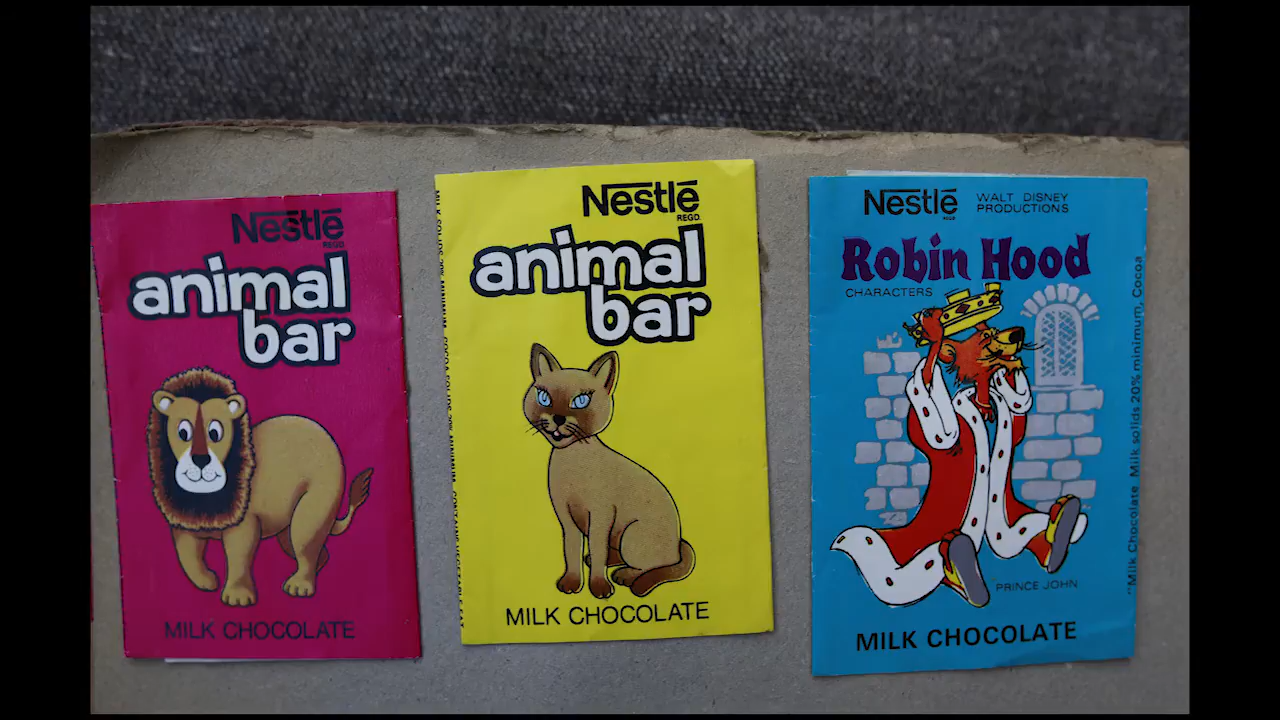 Nestlé
REGD.
animal
bar
MILK CHOCOLATE
Nestlé
REGD.
animal
bar
MILK CHOCOLATE
Nestlé
WALT DISNEY
PRODUCTIONS
Robin Hood
CHARACTERS
PRINCE JOHN
MILK CHOCOLATE
"Milk Chocolate Milk solids 20% minimum, Cocoa